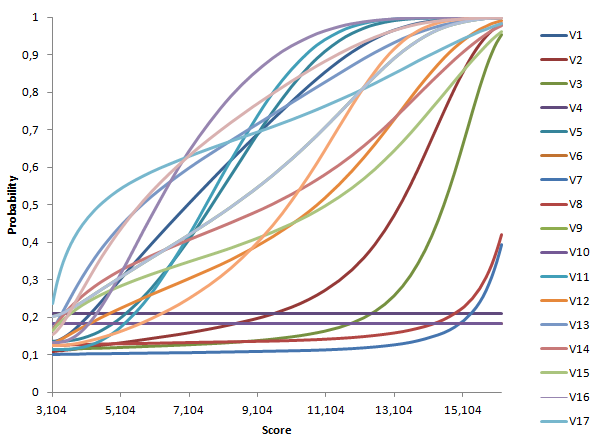 1
0,9
0,8
0,7
0,6
0,5
0,4
0,3
0,2
0,1
0
Probability
3,104 5,104 7,104 9,104 11,104 13,104 15,104
Score
V1
V2
V3
V4
V5
V6
V7
V8
V9
V10
V11
V12
V13
V14
V15
V16
V17